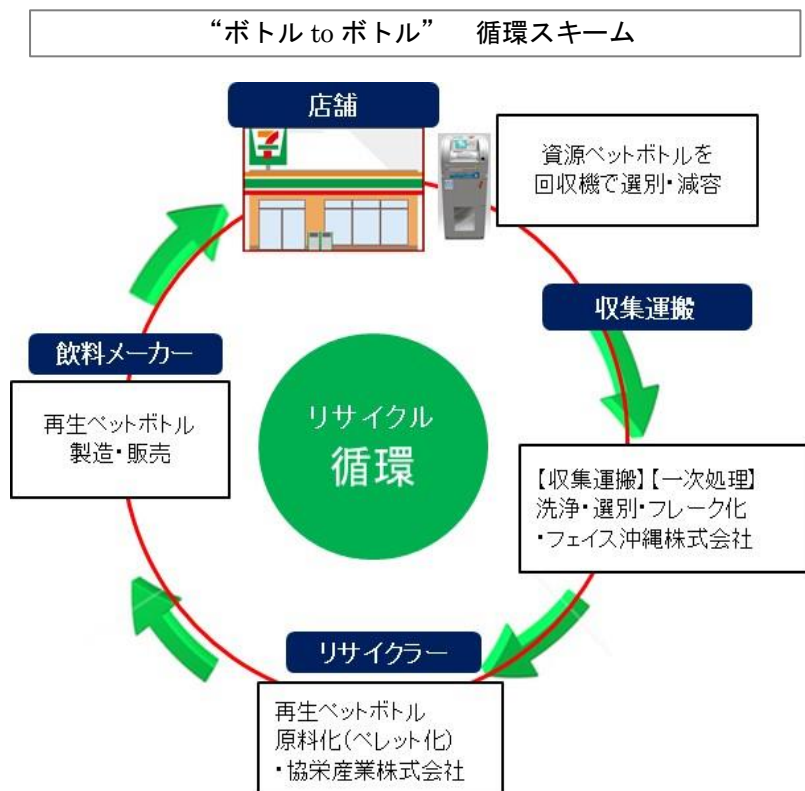 “ボトル to ボトル”　循環スキーム
店舗
7
資源ペットボトルを
回収機で選別・減容
収集運搬
飲料メーカー
再生ペットボトル
製造・販売
リサイクル
循環
【収集運搬】【一次処理】
洗浄・選別・フレーク化
・フェイス沖縄株式会社
リサイクラー
再生ペットボトル
原料化(ペレット化)
・協栄産業株式会社